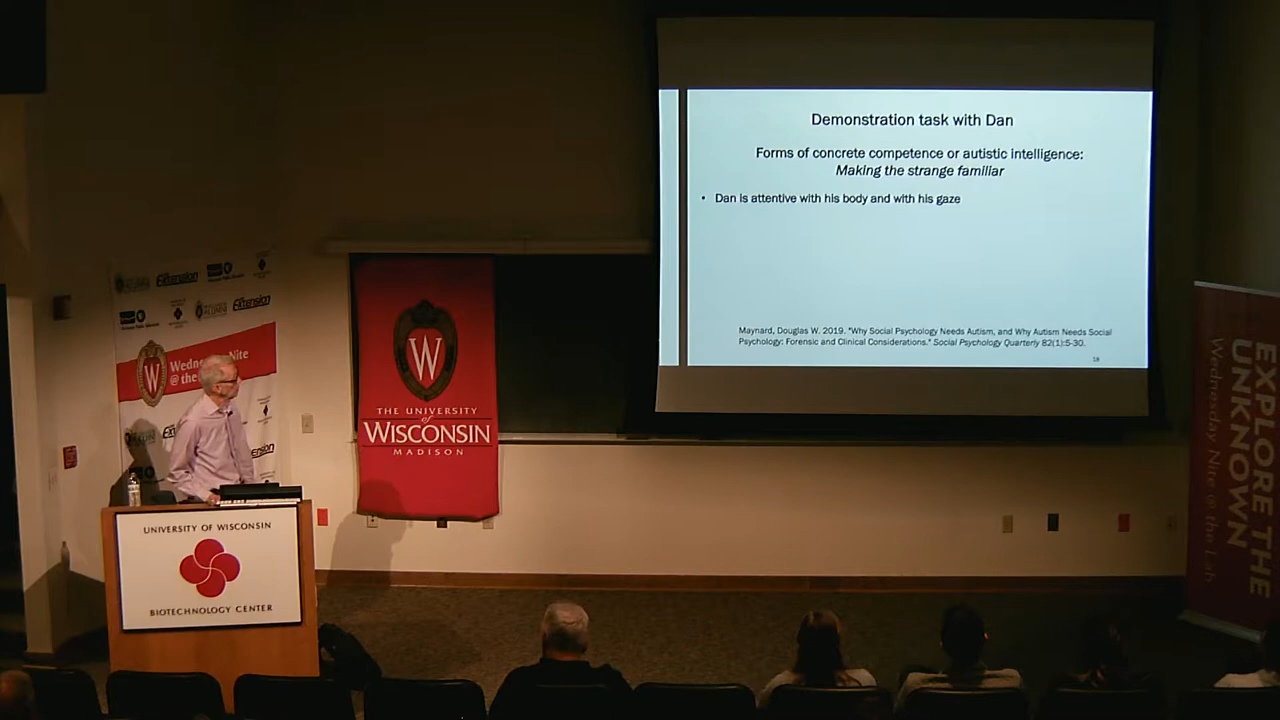 Demonstration task with Dan
Forms of concrete competence or autistic intelligence:
Making the strange familiar
• Dan is attentive with his body and with his gaze
Maynard, Douglas W. 2019. "Why Social Psychology Needs Autism, and Why Autism Needs Social
Psychology: Forensic and Clinical Considerations." Social Psychology Quarterly 82(1):5-30.
18
Extension
Extension
Nite
@ the
W
W
THE UNIVERSITY
of
WISCONSIN
MADISON
UNIVERSITY OF WISCONSIN
BIOTECHNOLOGY CENTER
EXPLORE THE
UNKNOWN
Wednesday Nite @ the Lab